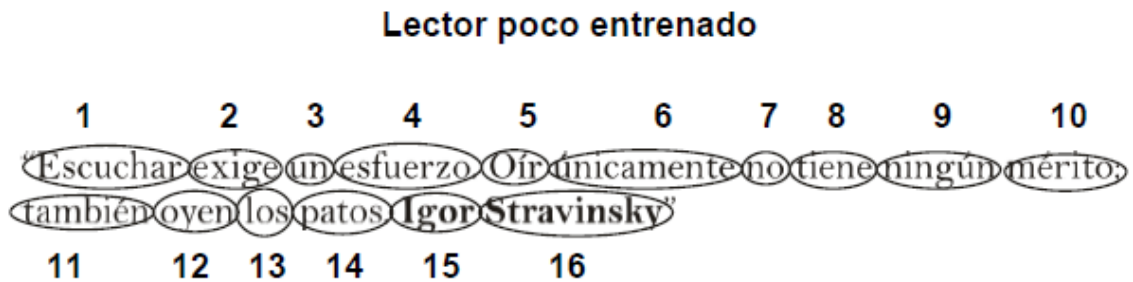 Lector poco entrenado
1 2 3 4 5 6 7 8 9 10
“Escuchar exige un esfuerzo. Oír únicamente no tiene ningún mérito;
también oyen los patos. Igor Stravinsky”
11 12 13 14 15 16